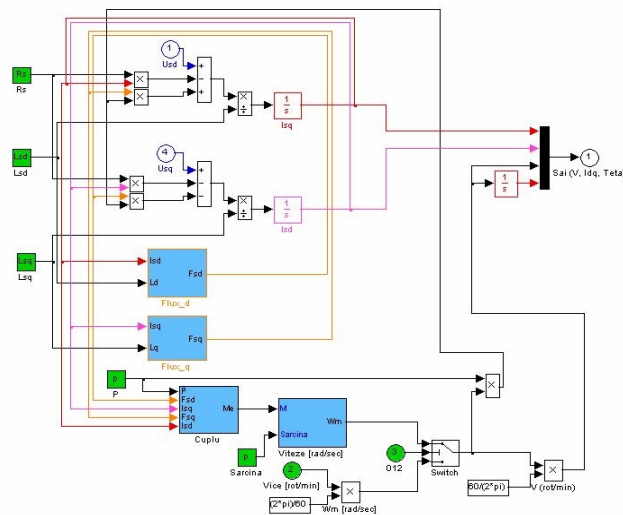 1
Usd
+
−
+
Rs
Rs
×
×
×
÷
1
s
Isq
Lsd
Lsd
4
Usq
+
−
−
×
×
×
÷
1
s
Isd
1
s
1
Sai (V, Idq, Teta
Lsq
Lsq
Isd
Ld
Fsd
Flux_d
Isq
Lq
Fsq
Flux_q
p
P
P
Fsd
Isq
Fsq
Isd
Me
Cuplu
M
Sarcina
Wm
Viteze [rad/sec]
×
p
Sarcina
3
012
Switch
2
Vice [rot/min]
(2*pi)/60
×
Wm [rad/sec]
60/(2*pi)
×
V (rot/min)